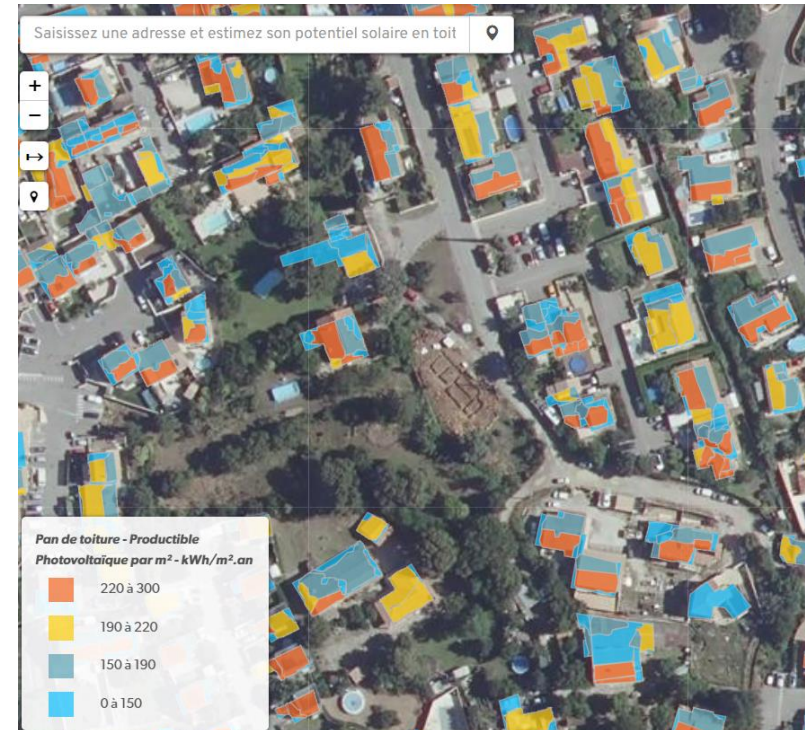 Saisissez une adresse et estimez son potentiel solaire en toit
+
−
Pan de toiture - Productible
Photovoltaïque par m² - kWh/m².an
220 à 300
190 à 220
150 à 190
0 à 150